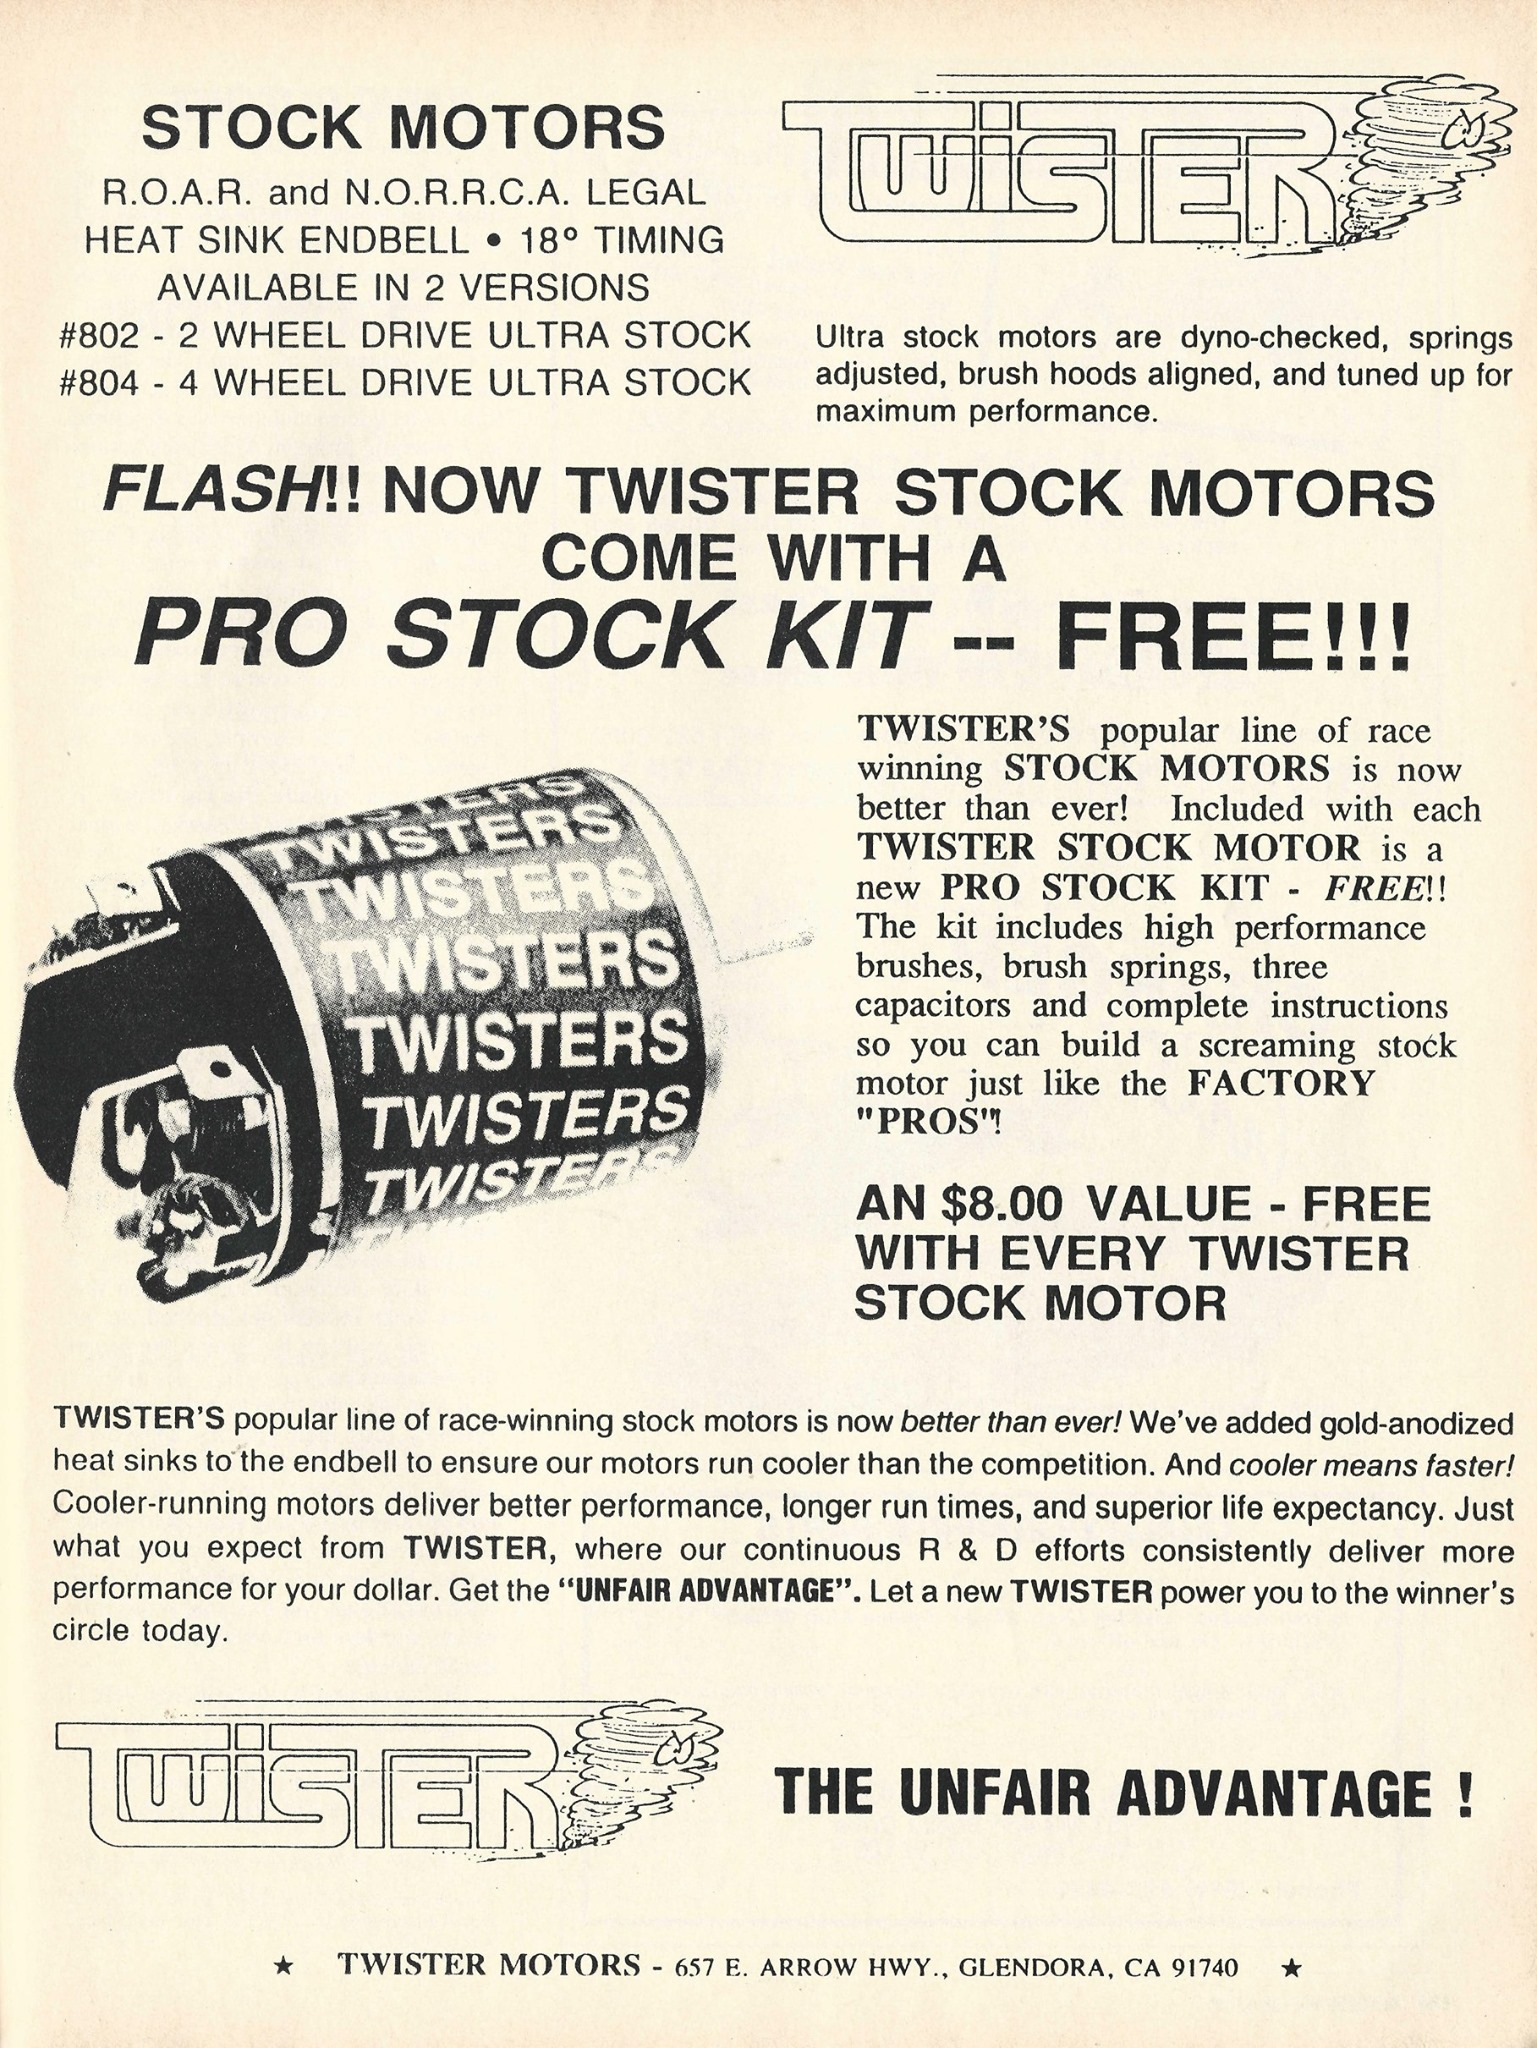 STOCK MOTORS
R.O.A.R. and N.O.R.R.C.A. LEGAL
HEAT SINK ENDBELL • 18° TIMING
AVAILABLE IN 2 VERSIONS
#802 - 2 WHEEL DRIVE ULTRA STOCK
#804 - 4 WHEEL DRIVE ULTRA STOCK
TWiSTER
Ultra stock motors are dyno-checked, springs
adjusted, brush hoods aligned, and tuned up for
maximum performance.
FLASH!! NOW TWISTER STOCK MOTORS
COME WITH A
PRO STOCK KIT -- FREE!!!
TWISTERS
TWISTERS
TWISTERS
TWISTERS
TWISTERS
TWISTERS
TWISTERS
TWISTER'S popular line of race
winning STOCK MOTORS is now
better than ever! Included with each
TWISTER STOCK MOTOR is a
new PRO STOCK KIT - FREE!!
The kit includes high performance
brushes, brush springs, three
capacitors and complete instructions
so you can build a screaming stock
motor just like the FACTORY
"PROS"!
AN $8.00 VALUE - FREE
WITH EVERY TWISTER
STOCK MOTOR
TWISTER'S popular line of race-winning stock motors is now better than ever! We've added gold-anodized
heat sinks to the endbell to ensure our motors run cooler than the competition. And cooler means faster!
Cooler-running motors deliver better performance, longer run times, and superior life expectancy. Just
what you expect from TWISTER, where our continuous R & D efforts consistently deliver more
performance for your dollar. Get the "UNFAIR ADVANTAGE". Let a new TWISTER power you to the winner's
circle today.
TWiSTER
THE UNFAIR ADVANTAGE !
★ TWISTER MOTORS - 657 E. ARROW HWY., GLENDORA, CA 91740 ★